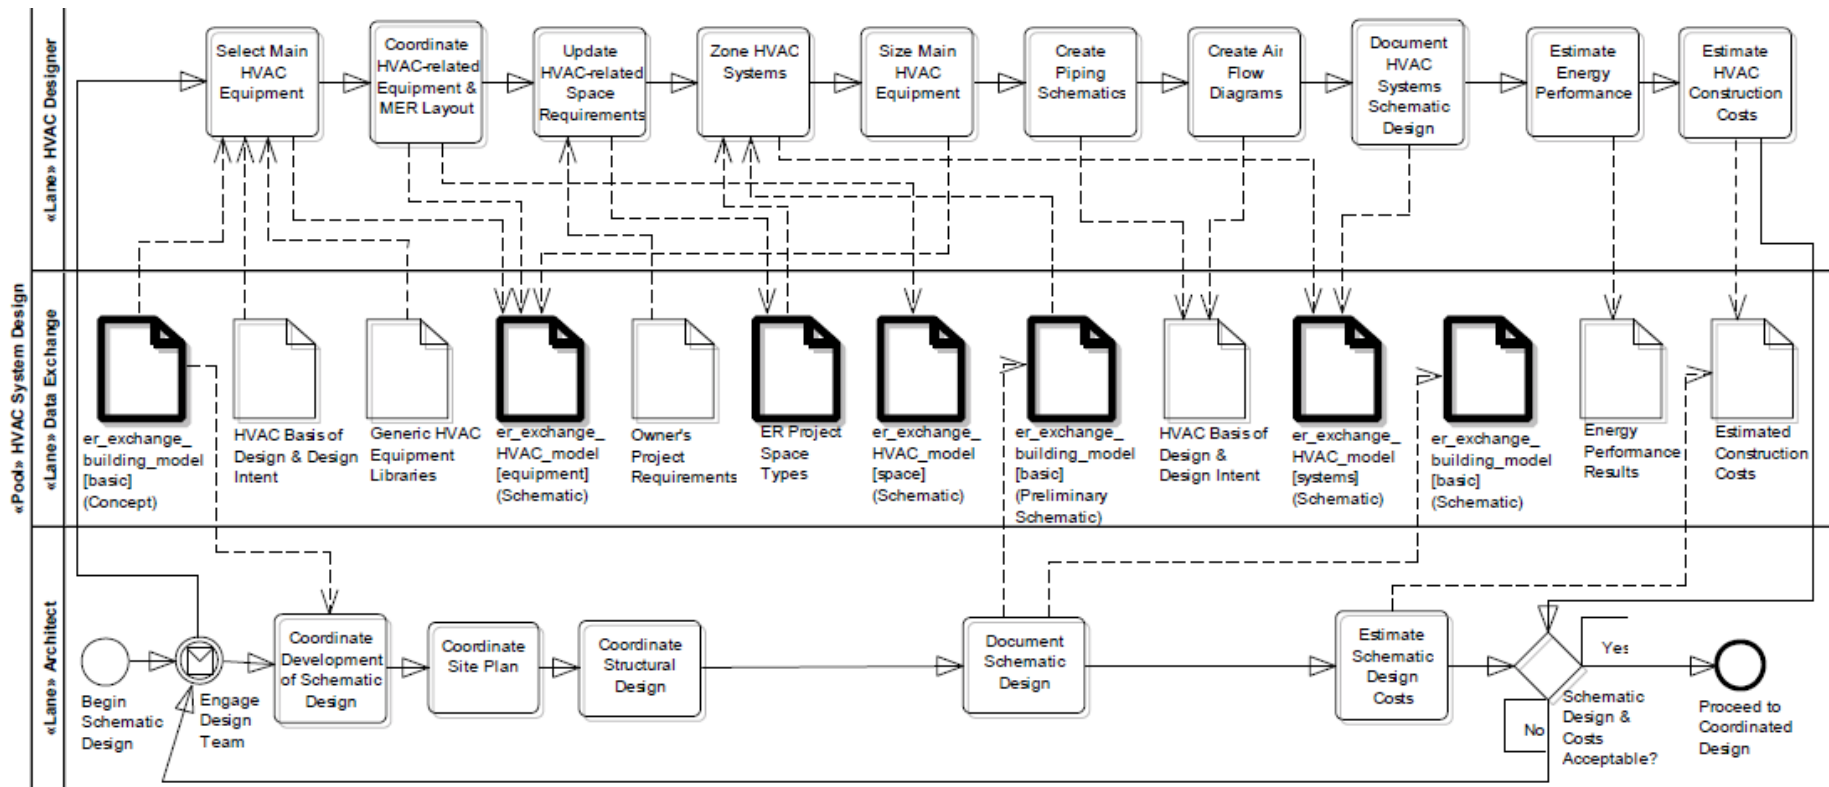 «Pool» HVAC System Design
«Lane» HVAC Designer
Select Main
HVAC
Equipment
Coordinate
HVAC-related
Equipment &
MER Layout
Update
HVAC-related
Space
Requirements
Zone HVAC
Systems
Size Main
HVAC
Equipment
Create
Piping
Schematics
Create Air
Flow
Diagrams
Document
HVAC
Systems
Schematic
Design
Estimate
Energy
Performance
Estimate
HVAC
Construction
Costs
«Lane» Data Exchange
er_exchange_
building_model
[basic]
(Concept)
HVAC Basis of
Design & Design
Intent
Generic HVAC
Equipment
Libraries
er_exchange_
HVAC_model
[equipment]
(Schematic)
Owner's
Project
Requirements
ER Project
Space
Types
er_exchange_
HVAC_model
[space]
(Schematic)
er_exchange_
building_model
[basic]
(Preliminary
Schematic)
HVAC Basis of
Design &
Design Intent
er_exchange_
HVAC_model
[systems]
(Schematic)
er_exchange_
building_model
[basic]
(Schematic)
Energy
Performance
Results
Estimated
Construction
Costs
«Lane» Architect
Begin
Schematic
Design
Engage
Design
Team
Coordinate
Development
of Schematic
Design
Coordinate
Site Plan
Coordinate
Structural
Design
Document
Schematic
Design
Estimate
Schematic
Design
Costs
Yes
No
Schematic
Design &
Costs
Acceptable?
Proceed to
Coordinated
Design